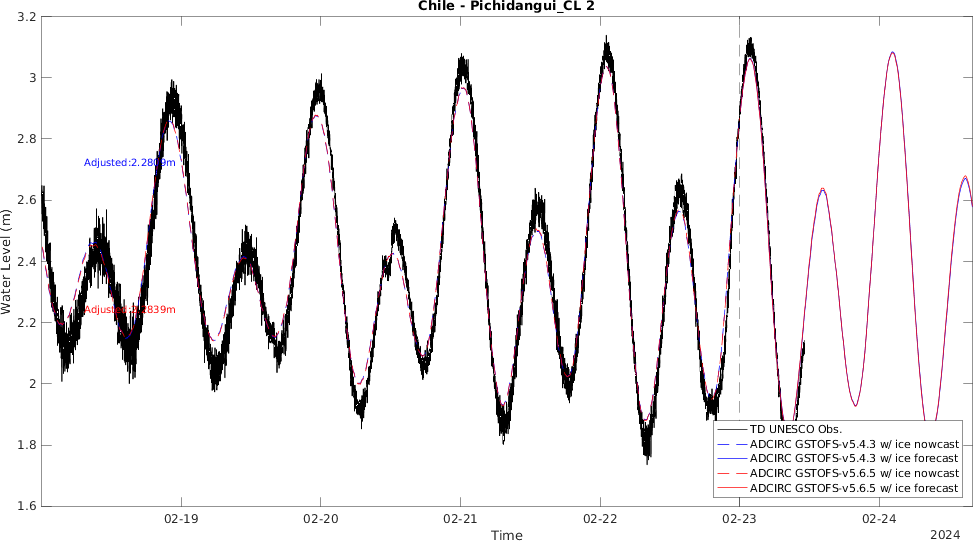 Chile - Pichidangui_CL 2
3.2
3
2.8
2.6
2.4
2.2
2
1.8
1.6
Water Level (m)
Adjusted:2.2809m
Adjusted:2.2839m
TD UNESCO Obs.
ADCIRC GSTOFS-v5.4.3 w/ ice nowcast
ADCIRC GSTOFS-v5.4.3 w/ ice forecast
ADCIRC GSTOFS-v5.6.5 w/ ice nowcast
ADCIRC GSTOFS-v5.6.5 w/ ice forecast
02-19
02-20
02-21
02-22
02-23
02-24
Time
2024